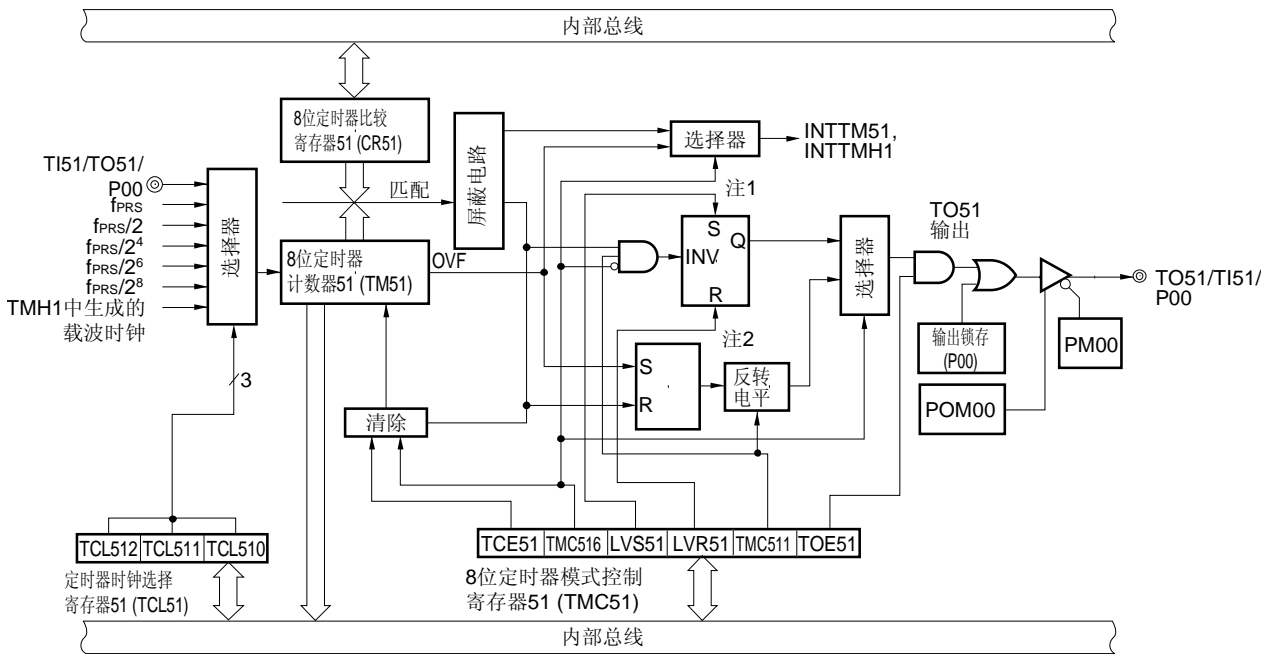 内部总线
8位定时器比较
寄存器51 (CR51)
屏蔽电路
选择器
INTTM51,
INTTMH1
TI51/TO51/
P00
fPRS
fPRS/2
fPRS/2⁴
fPRS/2⁶
fPRS/2⁸
TMH1中生成的
载波时钟
选择器
匹配
8位定时器
计数器51 (TM51)
OVF
注1
S
INV
Q
R
注2
选择器
TO51
输出
TO51/TI51/
P00
输出锁存
(P00)
PM00
POM00
S
R
反转
电平
3
清除
TCL512 TCL511 TCL510
定时器时钟选择
寄存器51 (TCL51)
TCE51 TMC516 LVS51 LVR51 TMC511 TOE51
8位定时器模式控制
寄存器51 (TMC51)
内部总线